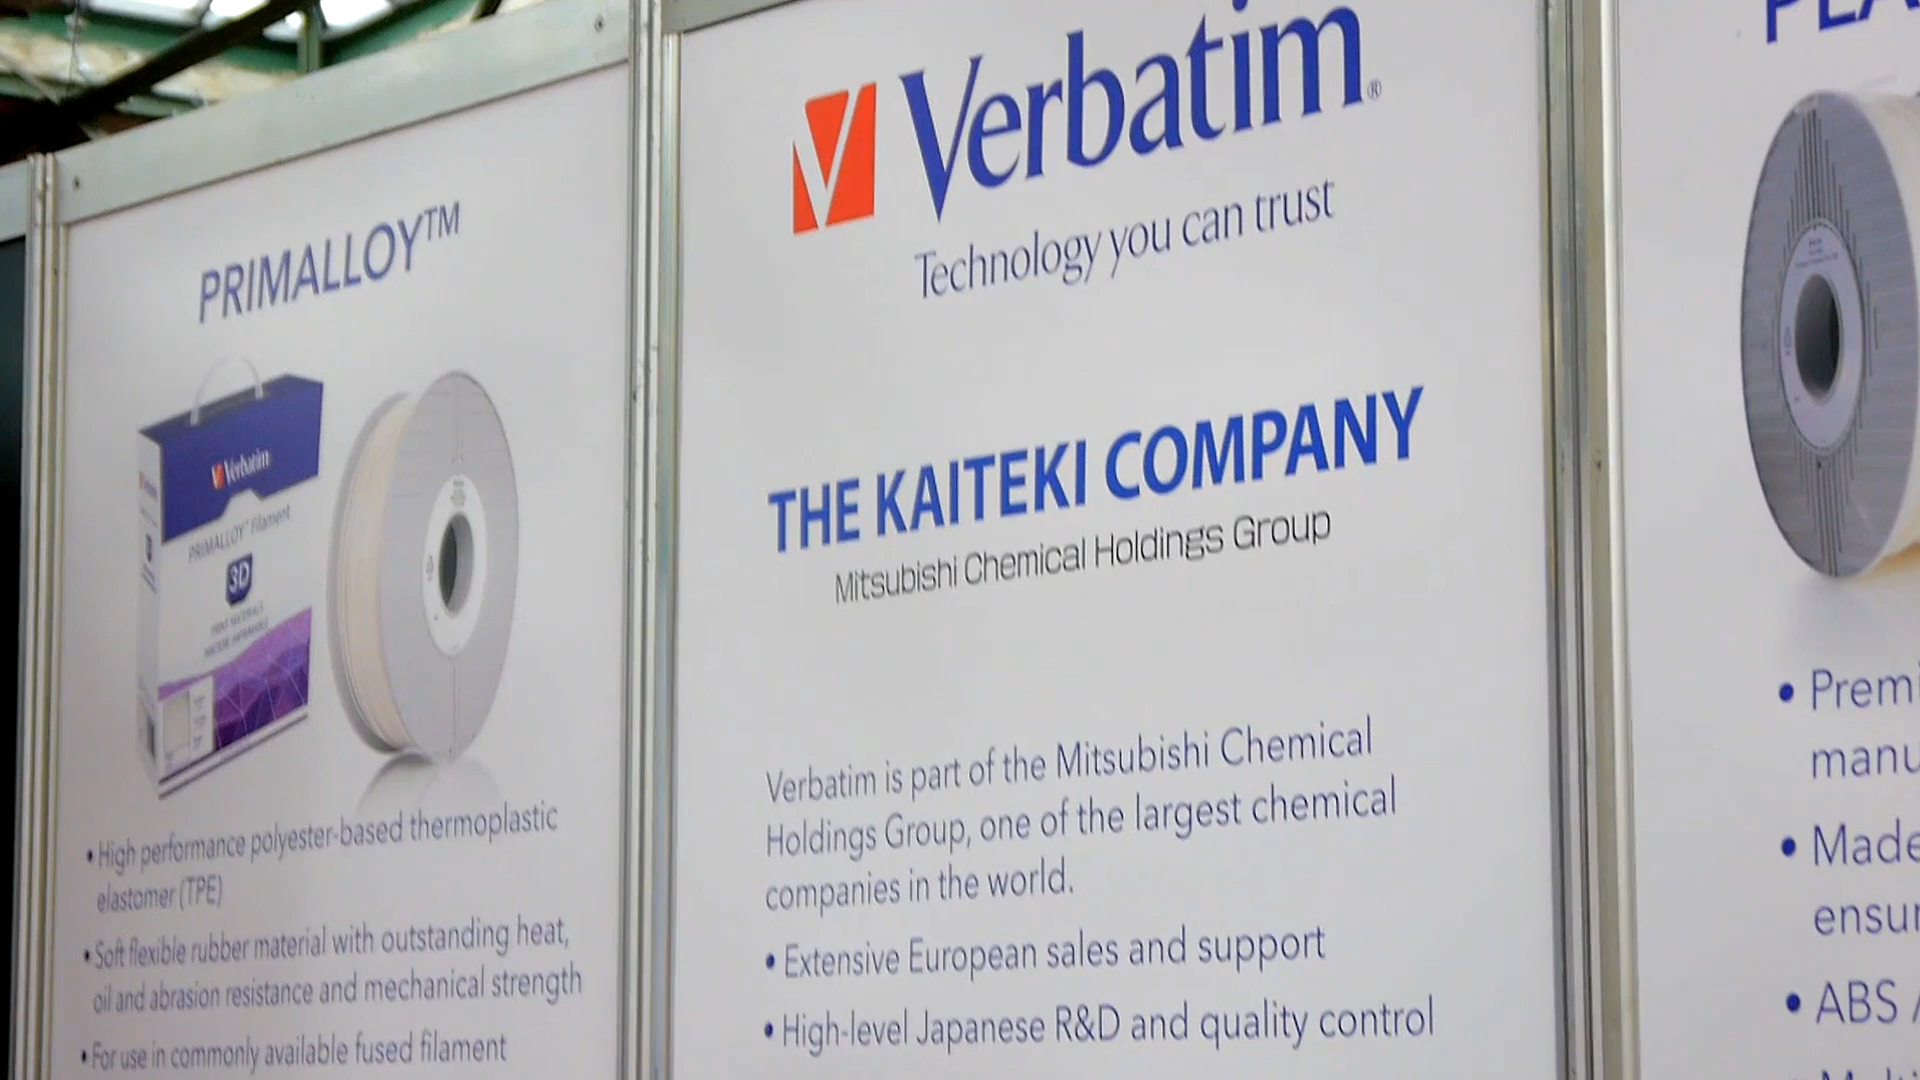 PRIMALLOY™
Verbatim
PRIMALLOY™ Filament
3D
PRINT MATERIALS
• High performance polyester-based thermoplastic
elastomer (TPE)
• Soft flexible rubber material with outstanding heat,
oil and abrasion resistance and mechanical strength
• For use in commonly available fused filament
Verbatim®
Technology you can trust
THE KAITEKI COMPANY
Mitsubishi Chemical Holdings Group
Verbatim is part of the Mitsubishi Chemical
Holdings Group, one of the largest chemical
companies in the world.
• Extensive European sales and support
• High-level Japanese R&D and quality control
• Premi
manu
• Made
ensur
• ABS